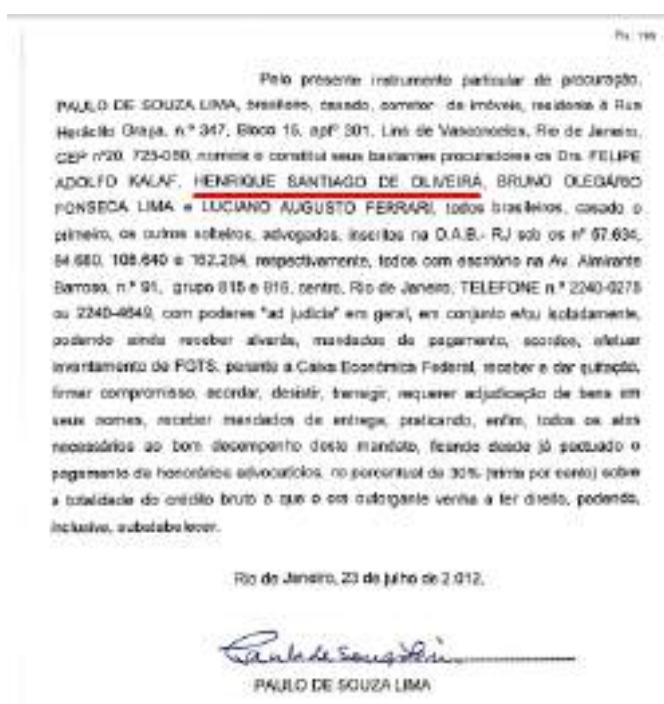 Pelo presente instrumento particular de procuração,
PAULO DE SOUZA LIMA, brasileiro, casado, corretor de imóveis, residente à Rua
Heráclito Graça, n.º 347, Bloco 15, aptº 301, Lins de Vasconcelos, Rio de Janeiro,
CEP nº20. 725-050, nomeia e constitui seus bastantes procuradores os Drs. FELIPE
ADOLFO KALAF, HENRIQUE SANTIAGO DE OLIVEIRA, BRUNO OLEGÁRIO
FONSECA LIMA e LUCIANO AUGUSTO FERRARI, todos brasileiros, casado o
primeiro, os outros solteiros, advogados, inscritos na O.A.B.- RJ sob os nº 67.634,
84.680, 108.640 e 162.284, respectivamente, todos com escritório na Av. Almirante
Barroso, n.º 91, grupo 815 e 816, centro, Rio de Janeiro, TELEFONE n.º 2240-0275
ou 2240-4649, com poderes "ad judicia" em geral, em conjunto e/ou isoladamente,
podendo ainda receber alvarás, mandados de pagamento, acordos, efetuar
levantamento de FGTS, perante a Caixa Econômica Federal, receber e dar quitação,
firmar compromisso, acordar, desistir, transigir, requerer adjudicação de bens em
seus nomes, receber mandados de entrega, praticando, enfim, todos os atos
necessários ao bom desempenho deste mandato, ficando desde já pactuado o
pagamento de honorários advocatícios, no percentual de 30% (trinta por cento) sobre
a totalidade do crédito bruto a que o ora outorgante venha a ter direito, podendo,
inclusive, substabelecer.
Rio de Janeiro, 23 de julho de 2.012.
Paulo de Souza Lima
PAULO DE SOUZA LIMA